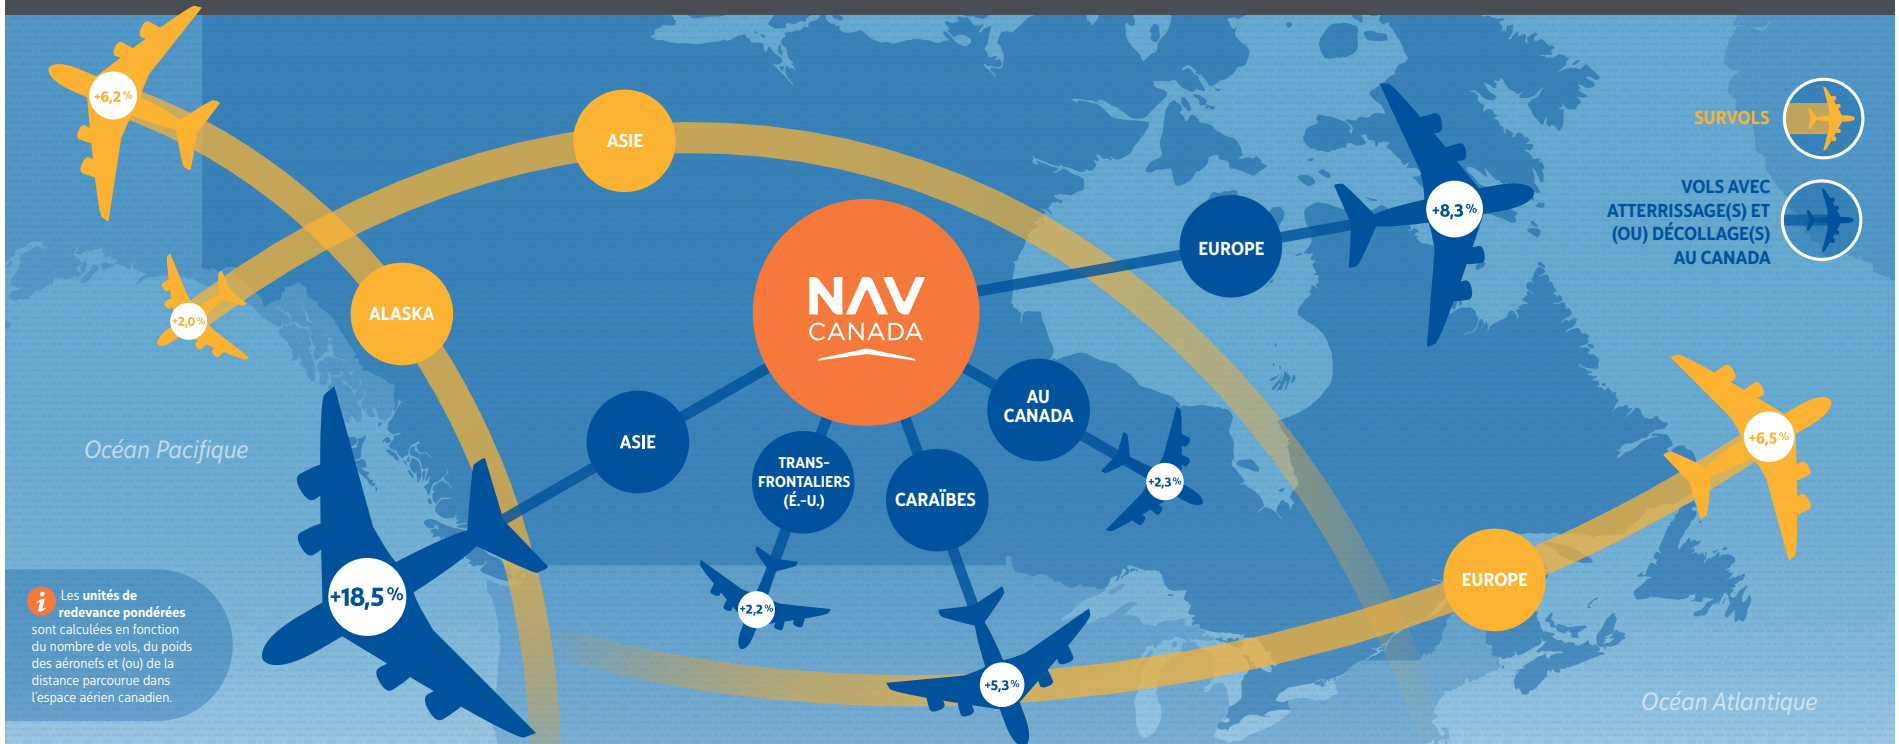 +6,2 %
ASIE
SURVOLS
VOLS AVEC
ATTERRISSAGE(S) ET
(OU) DÉCOLLAGE(S)
AU CANADA
+8,3 %
EUROPE
+2,0 %
ALASKA
NAV
CANADA
AU
CANADA
ASIE
Océan Pacifique
+6,5 %
TRANS-
FRONTALIERS
(É.-U.)
CARAÏBES
+2,3 %
EUROPE
+18,5 %
+2,2 %
+5,3 %
i
Les unités de
redevance pondérées
sont calculées en fonction
du nombre de vols, du poids
des aéronefs et (ou) de la
distance parcourue dans
l'espace aérien canadien.
Océan Atlantique